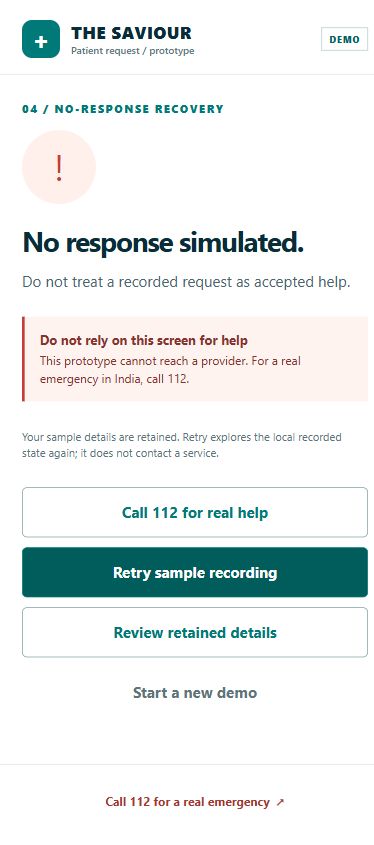 THE SAVIOUR
Patient request / prototype
DEMO
04 / NO-RESPONSE RECOVERY
!
No response simulated.
Do not treat a recorded request as accepted help.
Do not rely on this screen for help
This prototype cannot reach a provider. For a real
emergency in India, call 112.
Your sample details are retained. Retry explores the local recorded
state again; it does not contact a service.
Call 112 for real help
Retry sample recording
Review retained details
Start a new demo
Call 112 for a real emergency ↗